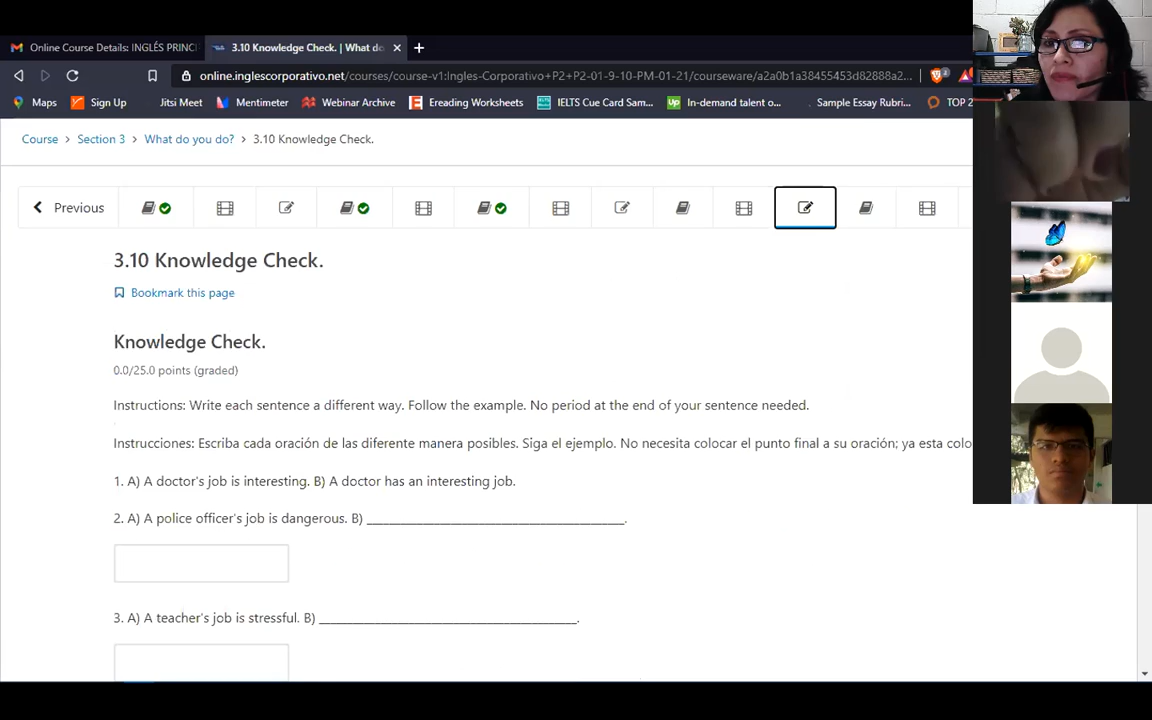 Online Course Details: INGLÉS PRINCI
3.10 Knowledge Check. | What do
online.inglescorporativo.net/courses/course-v1:Ingles-Corporativo+P2+P2-01-9-10-PM-01-21/courseware/a2a0b1a38455453d82888a2...
Maps Sign Up Jitsi Meet Mentimeter Webinar Archive Ereading Worksheets IELTS Cue Card Sam... In-demand talent o... Sample Essay Rubri... TOP 2
Course > Section 3 > What do you do? > 3.10 Knowledge Check.
Previous
3.10 Knowledge Check.
Bookmark this page
Knowledge Check.
0.0/25.0 points (graded)
Instructions: Write each sentence a different way. Follow the example. No period at the end of your sentence needed.
Instrucciones: Escriba cada oración de las diferente manera posibles. Siga el ejemplo. No necesita colocar el punto final a su oración; ya esta colo
1. A) A doctor's job is interesting. B) A doctor has an interesting job.
2. A) A police officer's job is dangerous. B) ____________________________________.
3. A) A teacher's job is stressful. B) ____________________________________.